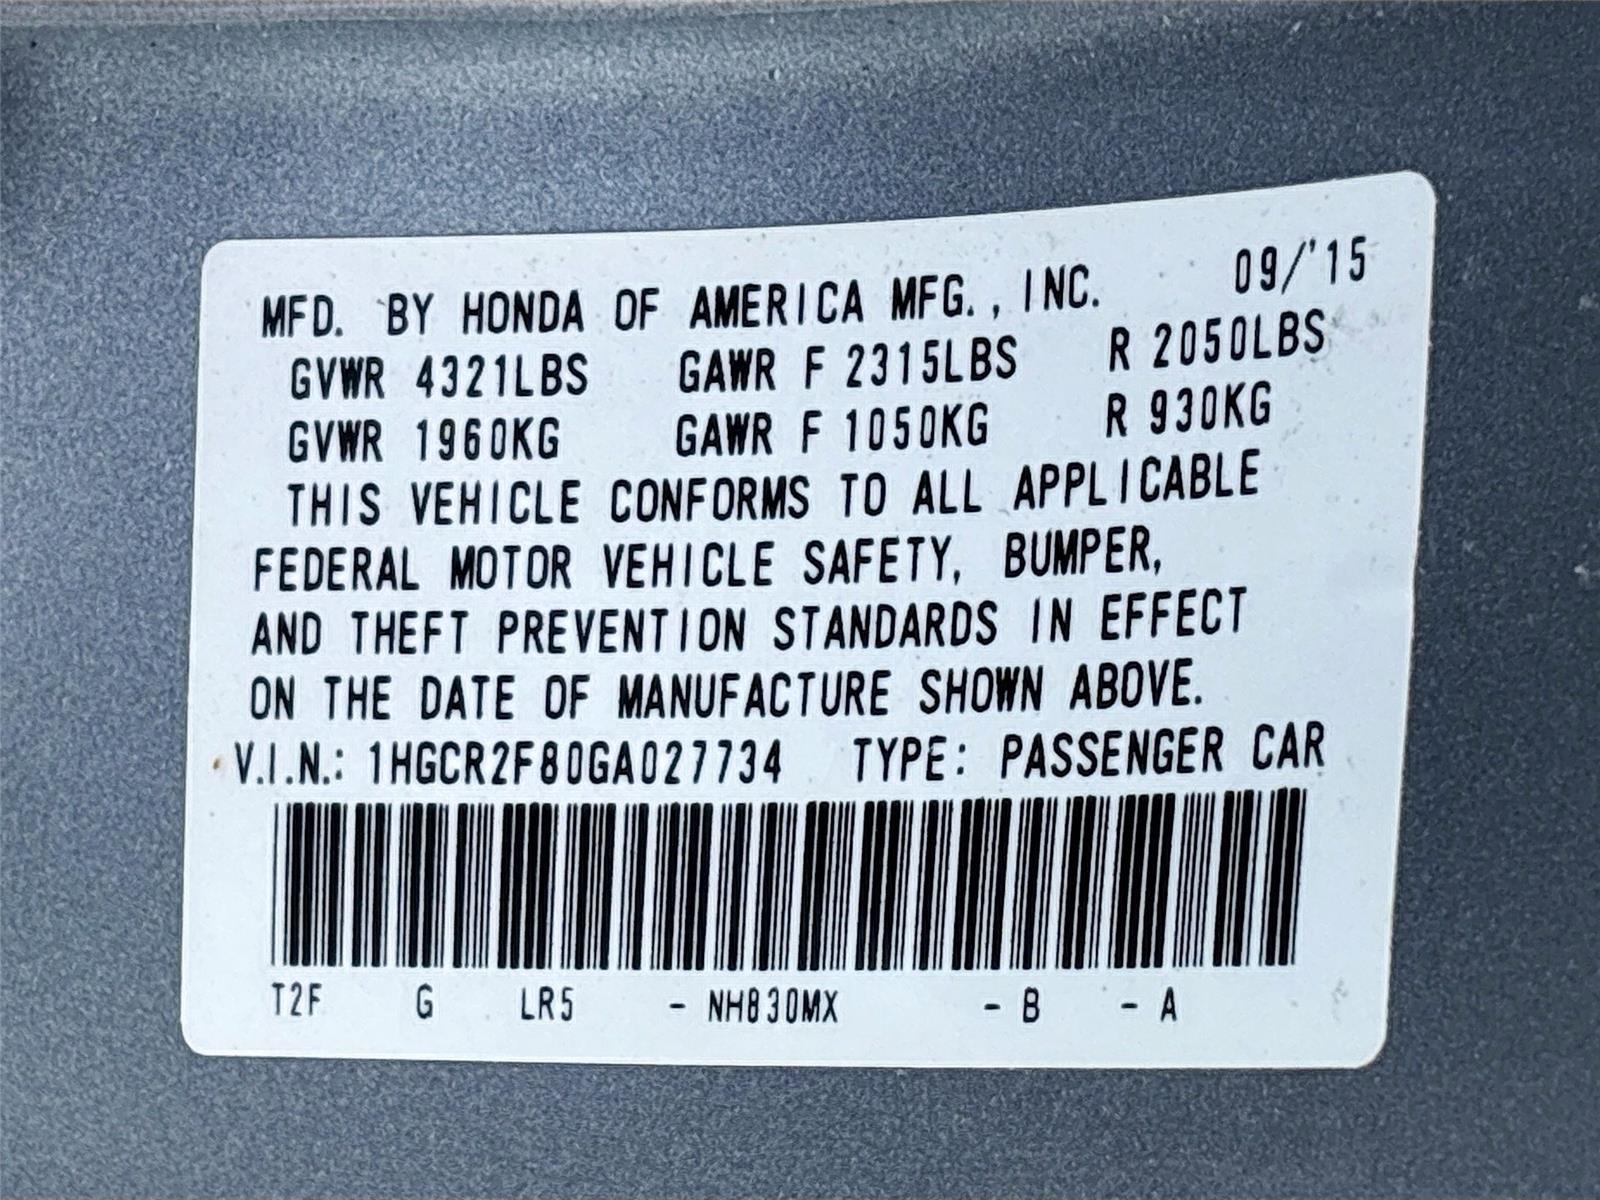 MFD. BY HONDA OF AMERICA MFG., INC. 09/'15
GVWR 4321LBS GAWR F 2315LBS R 2050LBS
GVWR 1960KG GAWR F 1050KG R 930KG
THIS VEHICLE CONFORMS TO ALL APPLICABLE
FEDERAL MOTOR VEHICLE SAFETY, BUMPER,
AND THEFT PREVENTION STANDARDS IN EFFECT
ON THE DATE OF MANUFACTURE SHOWN ABOVE.
V.I.N.: 1HGCR2F80GA027734 TYPE: PASSENGER CAR
T2F G LR5 - NH830MX - B - A